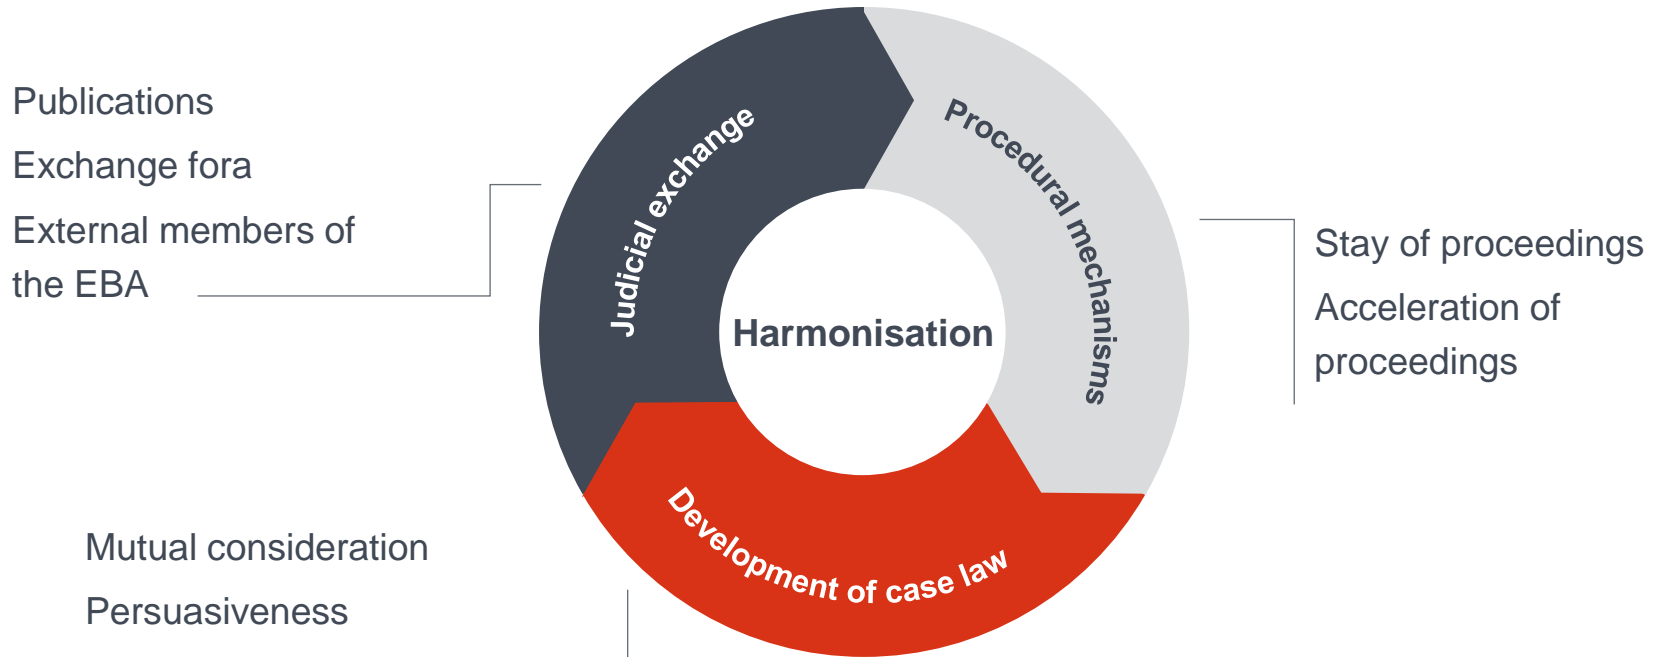 Publications
Exchange fora
External members of
the EBA
Judicial exchange
Procedural mechanisms
Harmonisation
Stay of proceedings
Acceleration of
proceedings
Development of case law
Mutual consideration
Persuasiveness